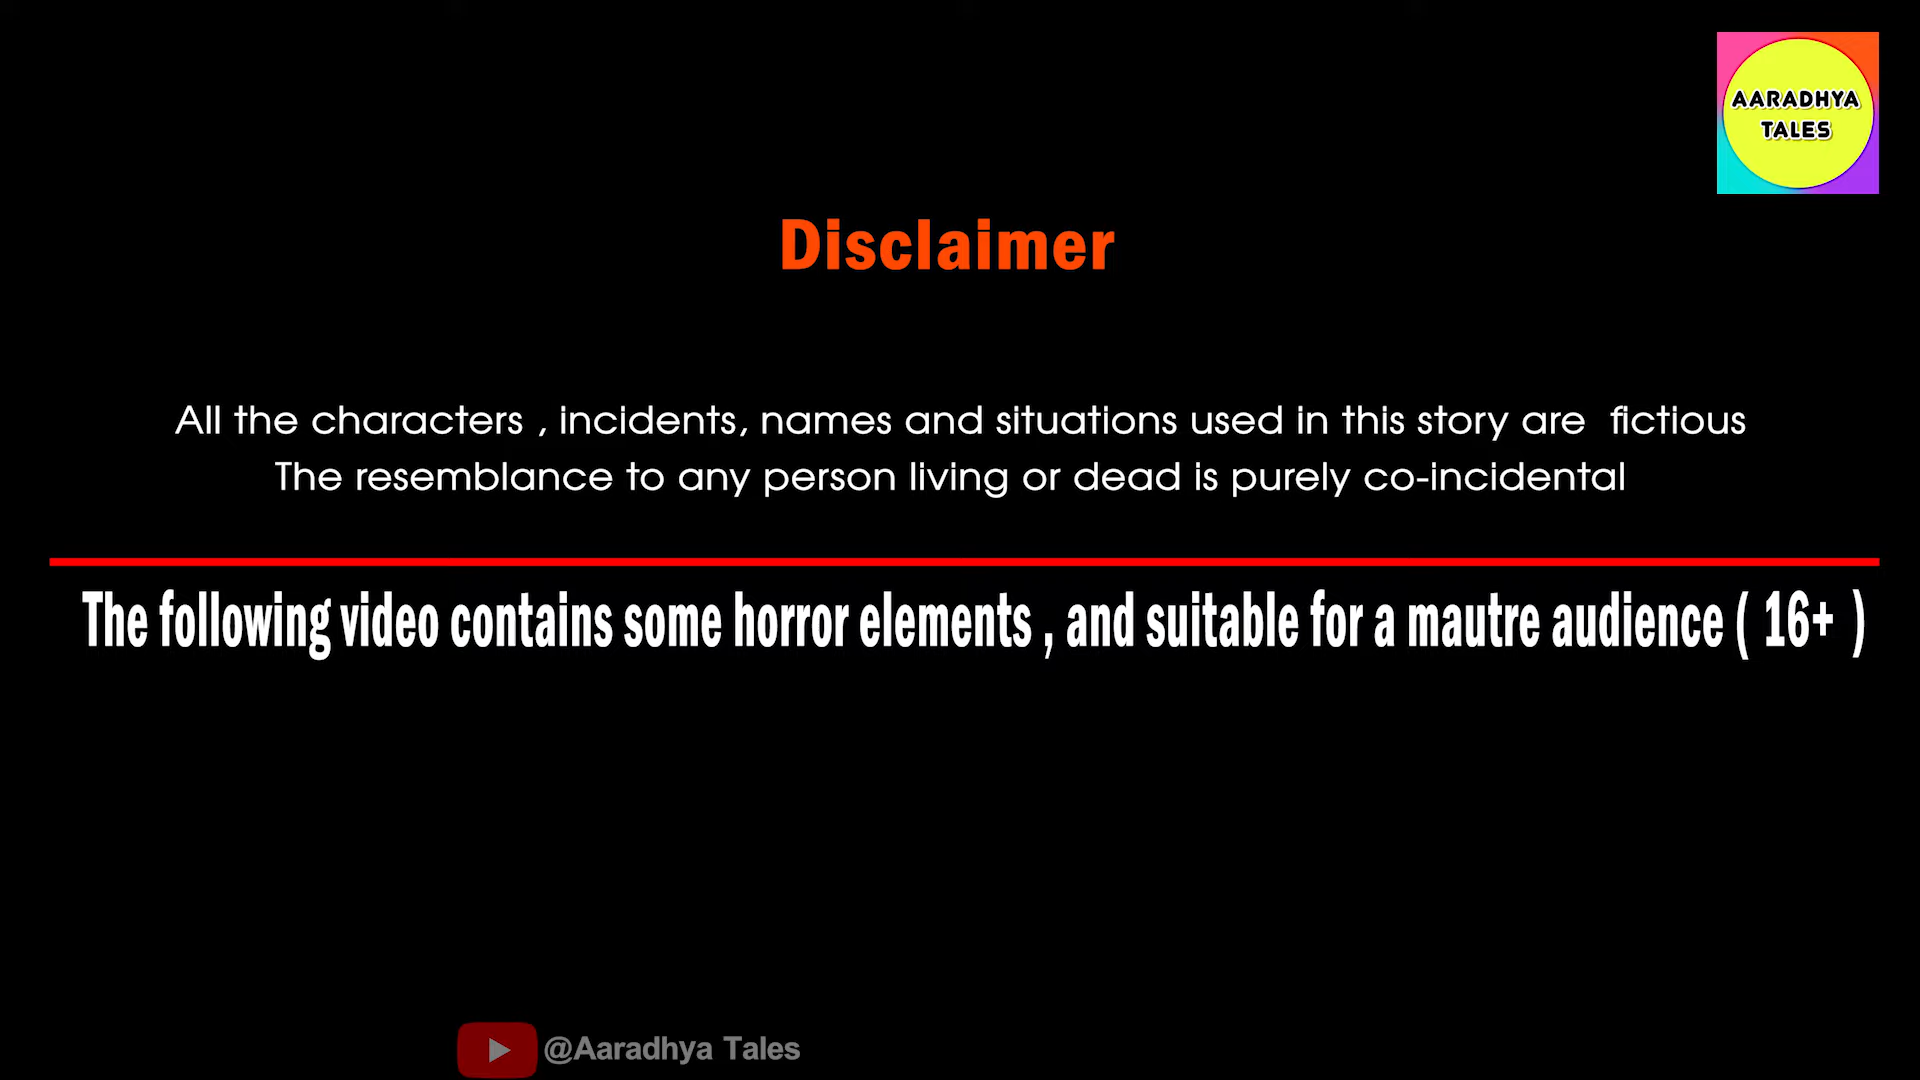 AARADHYA
TALES
Disclaimer
All the characters , incidents, names and situations used in this story are fictious
The resemblance to any person living or dead is purely co-incidental
The following video contains some horror elements , and suitable for a mautre audience ( 16+ )
@Aaradhya Tales